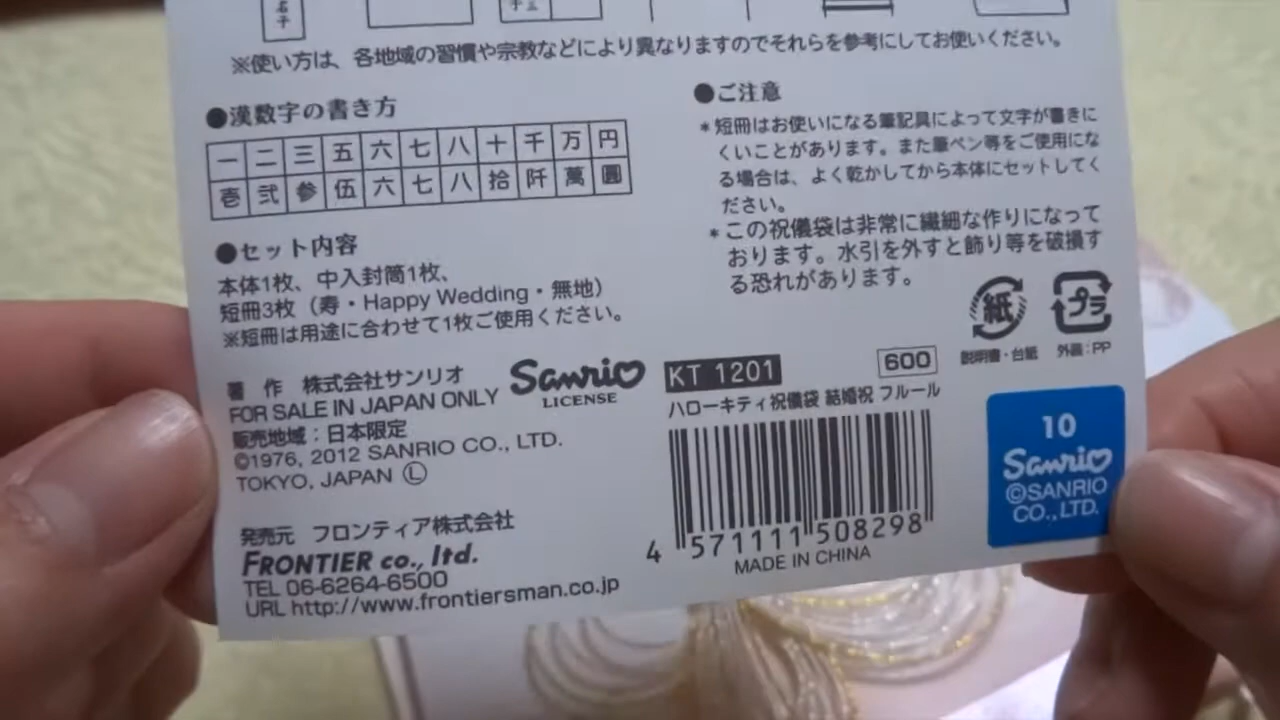 ※使い方は、各地域の習慣や宗教などにより異なりますのでそれらを参考にしてお使いください。
●漢数字の書き方
一 二 三 五 六 七 八 十 千 万 円
壱 弐 参 伍 六 七 八 拾 阡 萬 圓
●セット内容
本体1枚、中入封筒1枚、
短冊3枚（寿・Happy Wedding・無地）
※短冊は用途に合わせて1枚ご使用ください。
●ご注意
*短冊はお使いになる筆記具によって文字が書きに
くいことがあります。また筆ペン等をご使用にな
る場合は、よく乾かしてから本体にセットしてく
ださい。
*この祝儀袋は非常に繊細な作りになって
おります。水引を外すと飾り等を破損す
る恐れがあります。
紙
説明書・台紙
プラ
外装:PP
著 作 株式会社サンリオ
FOR SALE IN JAPAN ONLY
販売地域：日本限定
©1976, 2012 SANRIO CO., LTD.
TOKYO, JAPAN Ⓛ
Sanrio
LICENSE
発売元 フロンティア株式会社
FRONTIER co., ltd.
TEL 06-6264-6500
URL http://www.frontiersman.co.jp
KT 1201
600
ハローキティ祝儀袋 結婚祝 フルール
4 571111 508298
MADE IN CHINA
10
Sanrio
©SANRIO
CO., LTD.